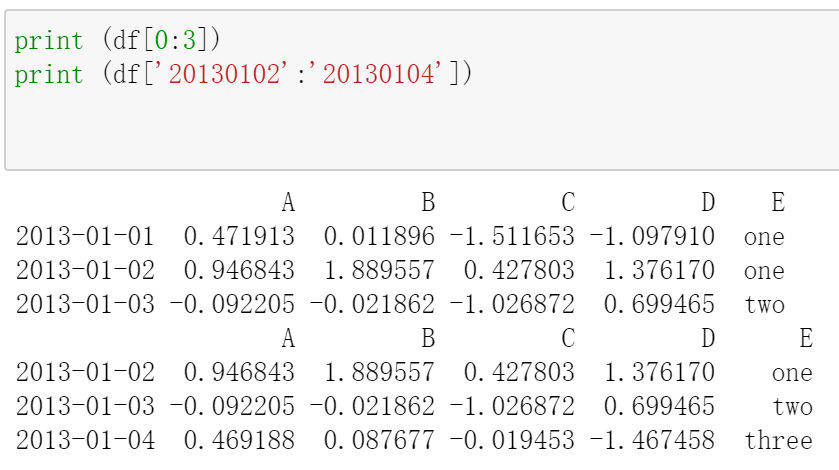 print (df[0:3])
print (df['20130102':'20130104'])
A B C D E
2013-01-01 0.471913 0.011896 -1.511653 -1.097910 one
2013-01-02 0.946843 1.889557 0.427803 1.376170 one
2013-01-03 -0.092205 -0.021862 -1.026872 0.699465 two
A B C D E
2013-01-02 0.946843 1.889557 0.427803 1.376170 one
2013-01-03 -0.092205 -0.021862 -1.026872 0.699465 two
2013-01-04 0.469188 0.087677 -0.019453 -1.467458 three